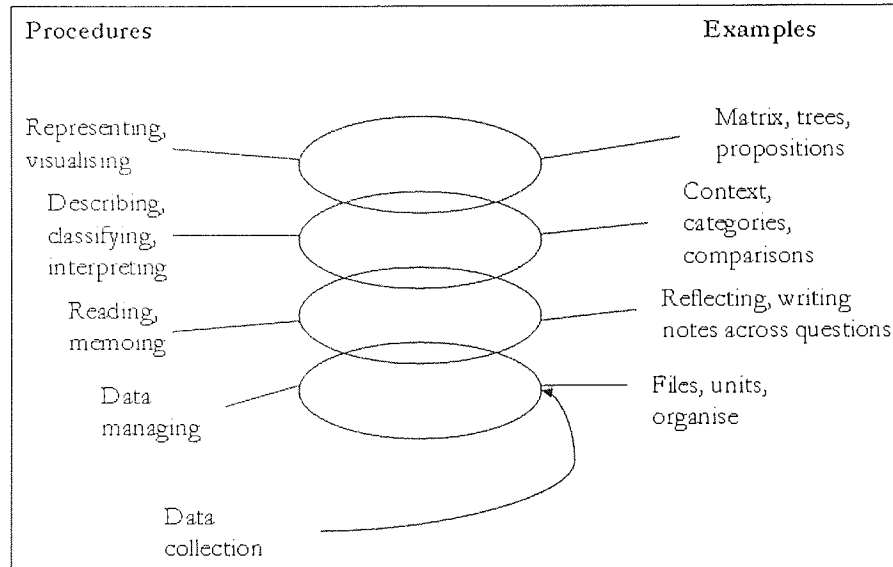 Procedures
Examples
Representing,
visualising
Matrix, trees,
propositions
Describing,
classifying,
interpreting
Context,
categories,
comparisons
Reading,
memoing
Reflecting, writing
notes across questions
Data
managing
Files, units,
organise
Data
collection